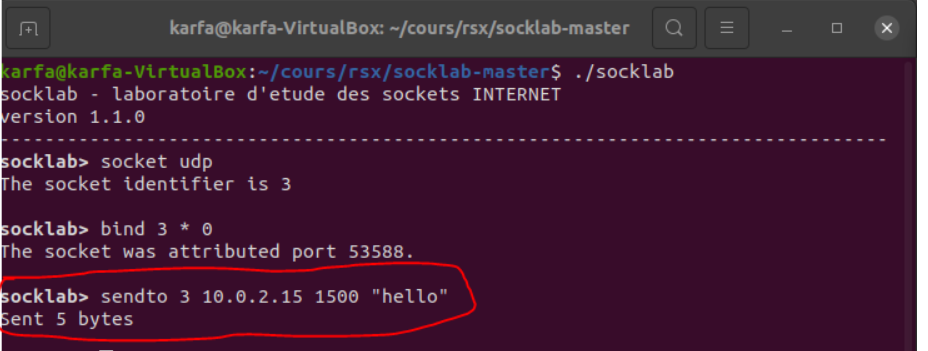 karfa@karfa-VirtualBox: ~/cours/rsx/socklab-master
karfa@karfa-VirtualBox:~/cours/rsx/socklab-master$ ./socklab
socklab - laboratoire d'etude des sockets INTERNET
version 1.1.0
--------------------------------------------------------------------------------
socklab> socket udp
The socket identifier is 3
socklab> bind 3 * 0
The socket was attributed port 53588.
socklab> sendto 3 10.0.2.15 1500 "hello"
Sent 5 bytes